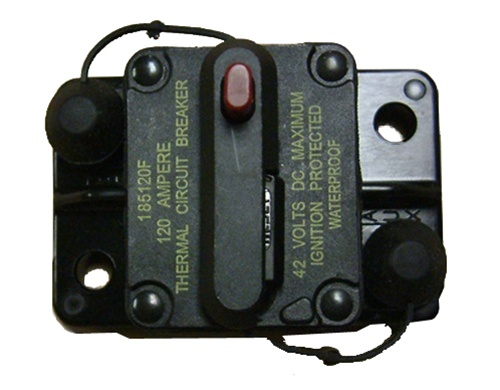 185120F
120 AMPERE
THERMAL CIRCUIT BREAKER
42 VOLTS DC MAXIMUM
IGNITION PROTECTED
WATERPROOF